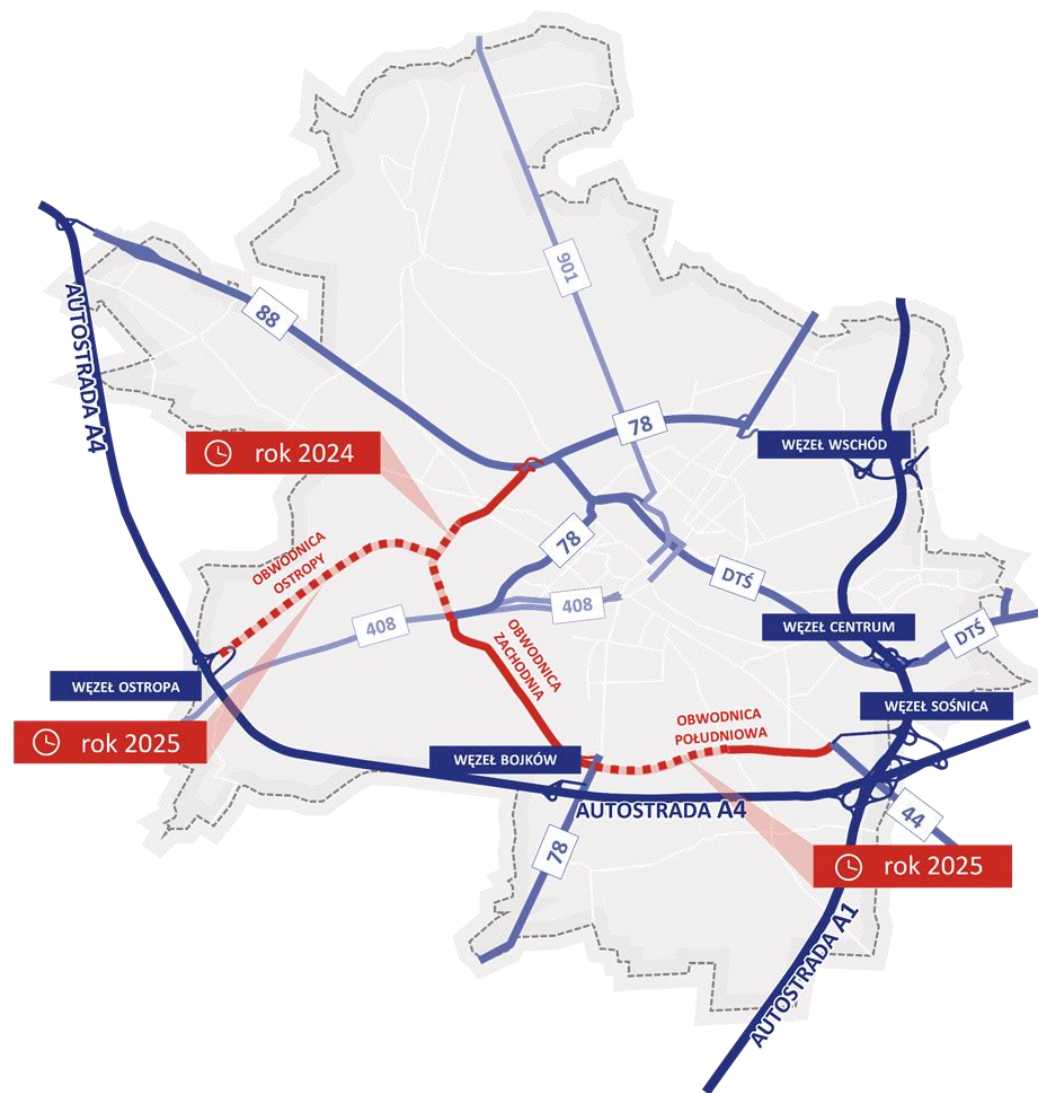 901
AUTOSTRADA A4
88
78
WĘZEŁ WSCHÓD
rok 2024
78
OBWODNICA
OSTROPY
DTŚ
408
408
WĘZEŁ CENTRUM
DTŚ
OBWODNICA
ZACHODNIA
WĘZEŁ OSTROPA
WĘZEŁ SOŚNICA
OBWODNICA
POŁUDNIOWA
rok 2025
WĘZEŁ BOJKÓW
AUTOSTRADA A4
44
78
rok 2025
AUTOSTRADA A1